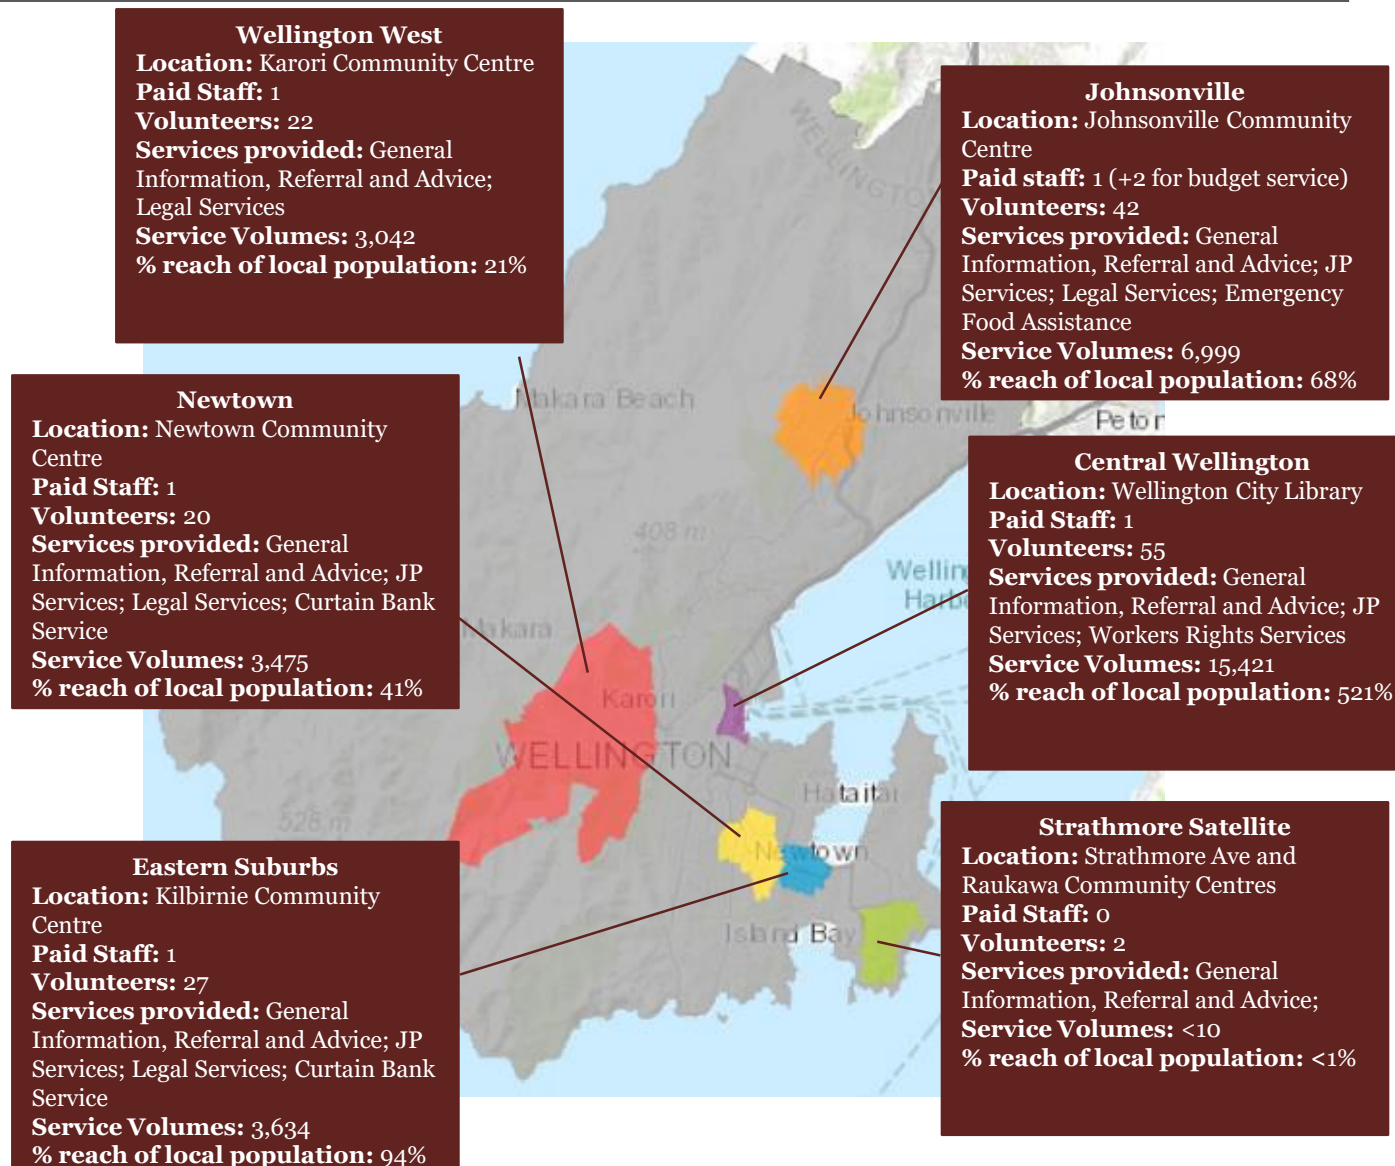 Wellington West
Location: Karori Community Centre
Paid Staff: 1
Volunteers: 22
Services provided: General
Information, Referral and Advice;
Legal Services
Service Volumes: 3,042
% reach of local population: 21%
Johnsonville
Location: Johnsonville Community
Centre
Paid staff: 1 (+2 for budget service)
Volunteers: 42
Services provided: General
Information, Referral and Advice; JP
Services; Legal Services; Emergency
Food Assistance
Service Volumes: 6,999
% reach of local population: 68%
Newtown
Location: Newtown Community
Centre
Paid Staff: 1
Volunteers: 20
Services provided: General
Information, Referral and Advice; JP
Services; Legal Services; Curtain Bank
Service
Service Volumes: 3,475
% reach of local population: 41%
Central Wellington
Location: Wellington City Library
Paid Staff: 1
Volunteers: 55
Services provided: General
Information, Referral and Advice; JP
Services; Workers Rights Services
Service Volumes: 15,421
% reach of local population: 521%
Eastern Suburbs
Location: Kilbirnie Community
Centre
Paid Staff: 1
Volunteers: 27
Services provided: General
Information, Referral and Advice; JP
Services; Legal Services; Curtain Bank
Service
Service Volumes: 3,634
% reach of local population: 94%
Strathmore Satellite
Location: Strathmore Ave and
Raukawa Community Centres
Paid Staff: 0
Volunteers: 2
Services provided: General
Information, Referral and Advice;
Service Volumes: <10
% reach of local population: <1%
WELLINGTON
Makara Beach
Johnsonville
Peton
408 m
Wellin
Harb
Makara
Karori
WELLINGTON
Hataitai
526 m
Newtown
Island Bay